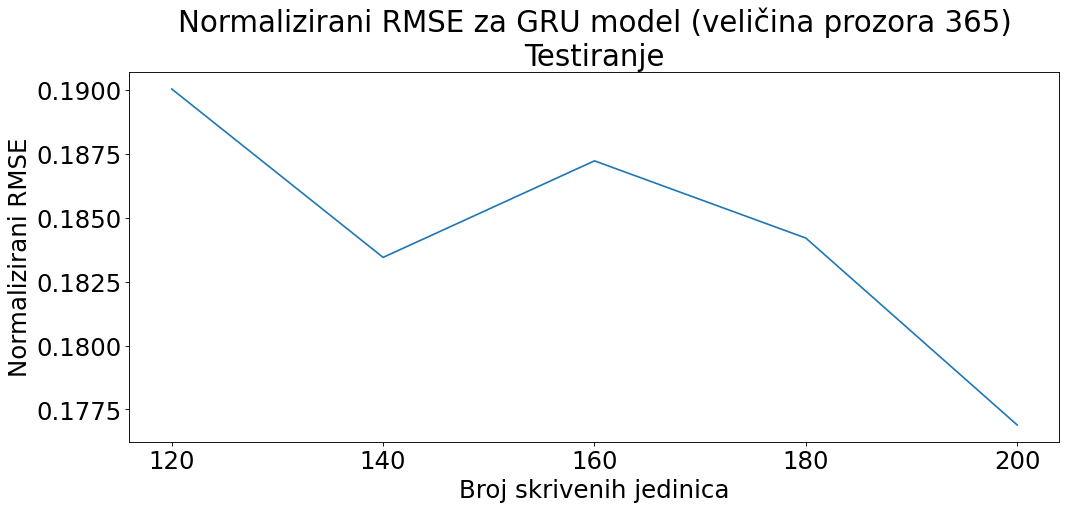 Normalizirani RMSE za GRU model (veličina prozora 365)
Testiranje
Normalizirani RMSE
0.1900
0.1875
0.1850
0.1825
0.1800
0.1775
120 140 160 180 200
Broj skrivenih jedinica